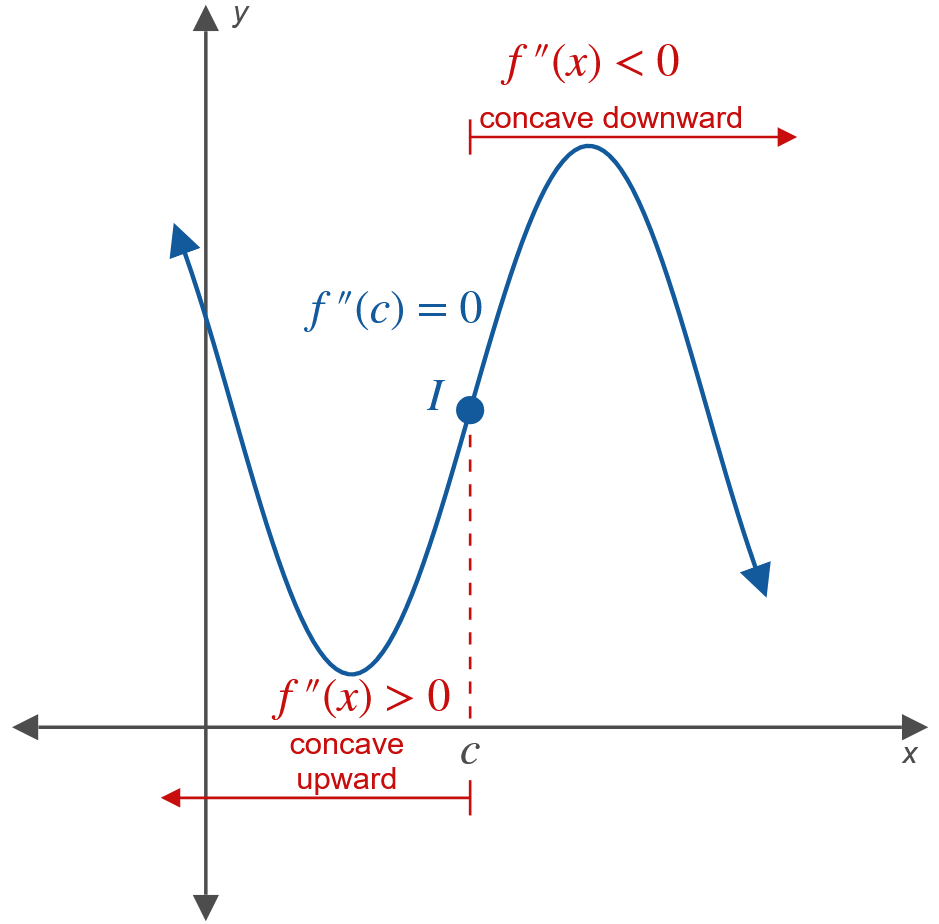 y
f ″(x) < 0
concave downward
f ″(c) = 0
I
f ″(x) > 0
concave
upward
c
x